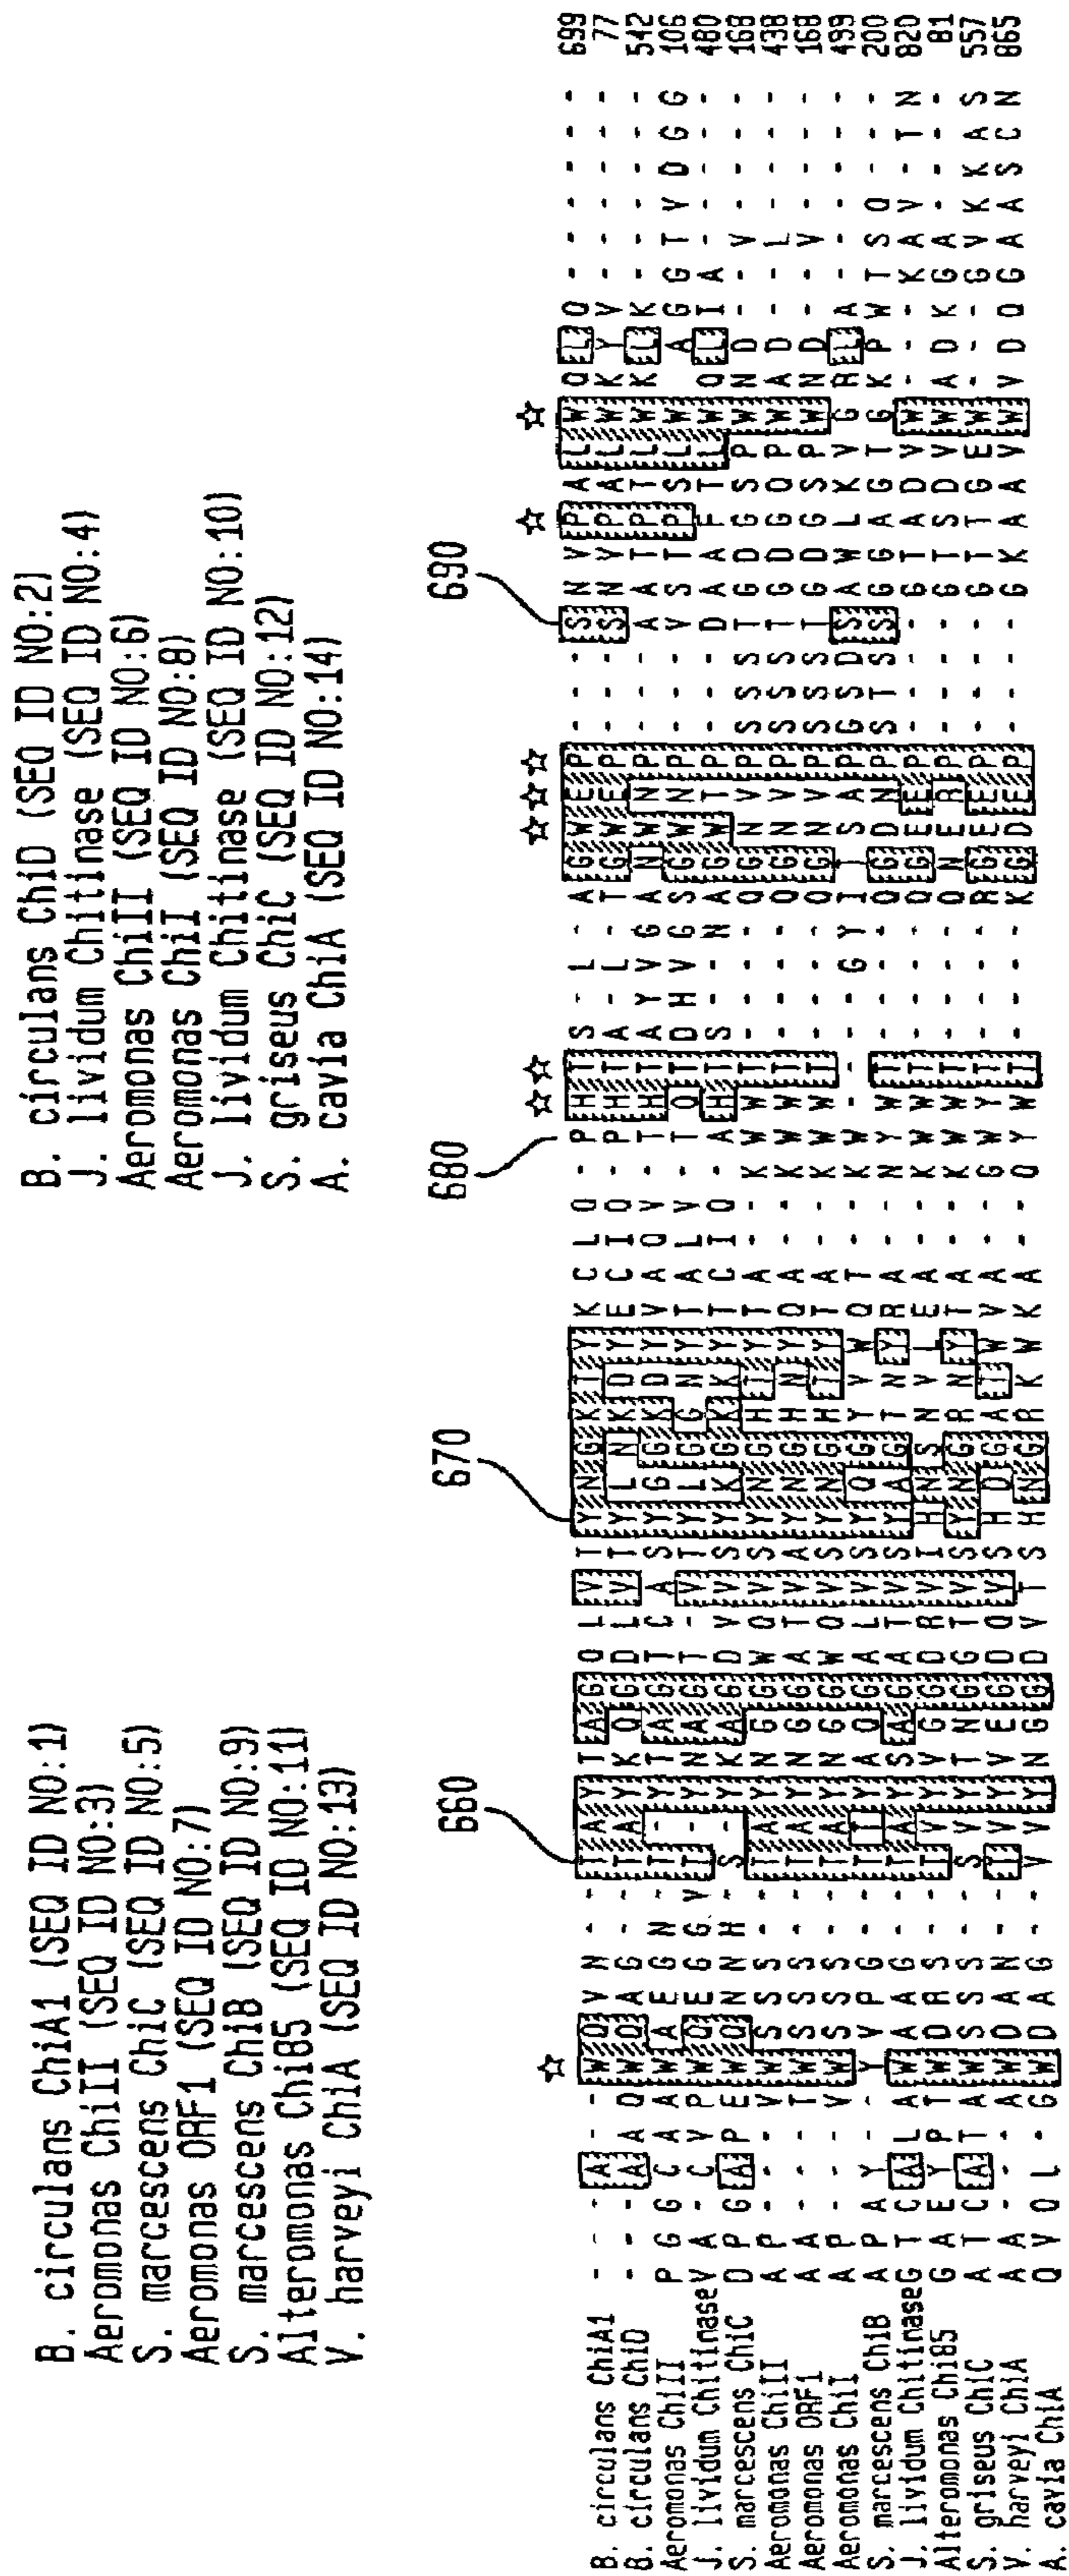 B. circulans ChiA1 (SEQ ID NO:1)
B. circulans ChiD (SEQ ID NO:2)
Aeromonas ChiII (SEQ ID NO:3)
J. lividum Chitinase (SEQ ID NO:4)
S. marcescens ChiC (SEQ ID NO:5)
Aeromonas ChiII (SEQ ID NO:6)
Aeromonas ORF1 (SEQ ID NO:7)
Aeromonas ChiI (SEQ ID NO:8)
S. marcescens ChiB (SEQ ID NO:9)
J. lividum Chitinase (SEQ ID NO:10)
Alteromonas Chi85 (SEQ ID NO:11)
S. griseus ChiC (SEQ ID NO:12)
V. harveyi ChiA (SEQ ID NO:13)
A. cavia ChiA (SEQ ID NO:14)
660 670 680 690
☆ ☆ ☆ ☆ ☆ ☆ ☆ ☆
B. circulans ChiA1 - - - A - - W Q V N - - T A Y T A G Q L V T Y N G K T Y K C L Q - P H T S - L - A G W E P - - - S N V P A L W Q L Q - - - - - - 699
B. circulans ChiD - - - A A Q W Q A G - - T A Y K Q G D L V T Y L N K D Y E C I Q - P H T A - L - T G W E P - - - S N V P A L W K Y V - - - - - - 77
Aeromonas ChiII P G G C A A W A E G N - T - Y T A G T C A S Y G G K D Y V A Q V - T H T A Y V G A N W N P - - - A A T P T L W K L K - - - - - - 542
J. lividum Chitinase V A - C V P W Q E G G V T - Y N A G T - V T Y L G G N Y T A L V - T Q T D H V G S G W N P - - - V S T P S L W A G G T V D G G 106
S. marcescens ChiC D P G A P E W Q N N H - S - Y K A G D V V S Y K G K K Y T C I Q - A H T S - - N A G W T P - - - D A A F T L W Q L I A - - - - - 480
Aeromonas ChiII A P - - - V W S S S - - T A Y N G G W Q V S Y N G H T Y T A - - K W W T - - - - Q G N V P S S S T G D G S P W N D - - V - - - - 168
Aeromonas ORF1 A A - - - T W S S S - - T A Y N G G A T V A Y N G H N Y Q A - - K W W T - - - - Q G N V P S S S T G D G Q P W A D - - L - - - - 438
Aeromonas ChiI A P - - - V W S S S - - T A Y N G G W Q V S Y N G H T Y T A - - K W W T - - - - Q G N V P S S S T G D G S P W N D - - V - - - - 168
S. marcescens ChiB A P A Y - - Y V P G - - T T Y A Q G A L V S Y Q G Y V W Q T - - K W - - - - G Y I T S A P G S D S A W L K V G R L A - - - - - - 499
J. lividum Chitinase G T C A L A W A A G - - T A Y S A G A T V S Y A G T N Y R A - - N Y W T - - - - Q G D N P S T S S G G A G T G K P W T S Q - - - 200
Alteromonas Chi85 G A E Y P T W D R S - - T V Y V G G Q R V I H N S N V L E A - - K W W T - - - - Q G E E P - - - - G T A D V W - - - K A V - T N 820
S. griseus ChiC A T C A T A W S S S - - S V Y T N G G T V S Y N G R N Y T A - - K W W T - - - - Q N E R P - - - - G T S D V W A D K G A - - - - 81
V. harveyi ChiA A A - - - A W D A N - - T V Y V E G Q Q V S H D G A T W V A - - G W Y T - - - - R G E E P - - - - G T T G E W - - - G V K K A S 557
A. cavia ChiA Q V Q L - G W D A G - - V V Y N G G D V T S H N G R K W K A - - Q Y W T - - - - K G D E P - - - - G K A A V W V D Q G A A S C N 865